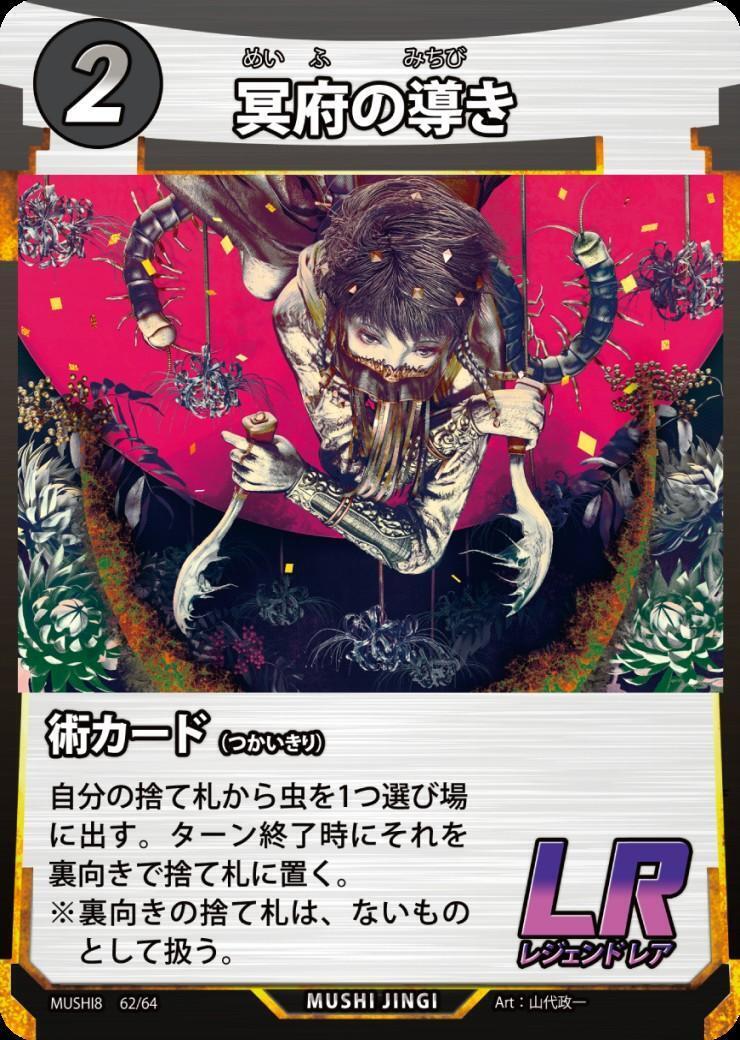 2
めいふ みちび
冥府の導き
術カード (つかいきり)
自分の捨て札から虫を1つ選び場
に出す。ターン終了時にそれを
裏向きで捨て札に置く。
※裏向きの捨て札は、ないもの
として扱う。
LR
レジェンドレア
MUSHI8 62/64
MUSHI JINGI
Art：山代政一